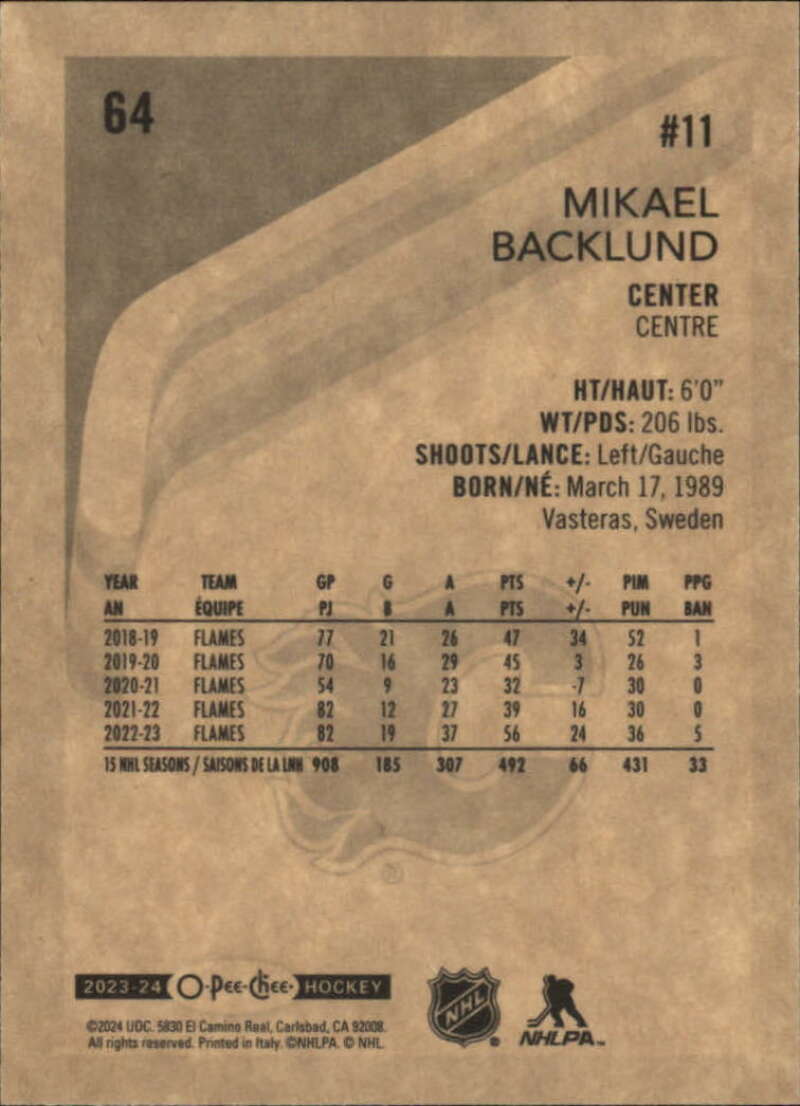 64
#11
MIKAEL
BACKLUND
CENTER
CENTRE
HT/HAUT: 6'0"
WT/PDS: 206 lbs.
SHOOTS/LANCE: Left/Gauche
BORN/NÉ: March 17, 1989
Vasteras, Sweden
YEAR TEAM GP G A PTS +/- PIM PPG
AN ÉQUIPE PJ B A PTS +/- PUN BAN
2018-19 FLAMES 77 21 26 47 34 52 1
2019-20 FLAMES 70 16 29 45 3 26 3
2020-21 FLAMES 54 9 23 32 -7 30 0
2021-22 FLAMES 82 12 27 39 16 30 0
2022-23 FLAMES 82 19 37 56 24 36 5
15 NHL SEASONS / SAISONS DE LA LNH 908 185 307 492 66 431 33
2023-24 O-Pee-Chee HOCKEY
©2024 UDC. 5830 El Camino Real, Carlsbad, CA 92008.
All rights reserved. Printed in Italy. ©NHLPA. © NHL.
NHL
NHLPA™